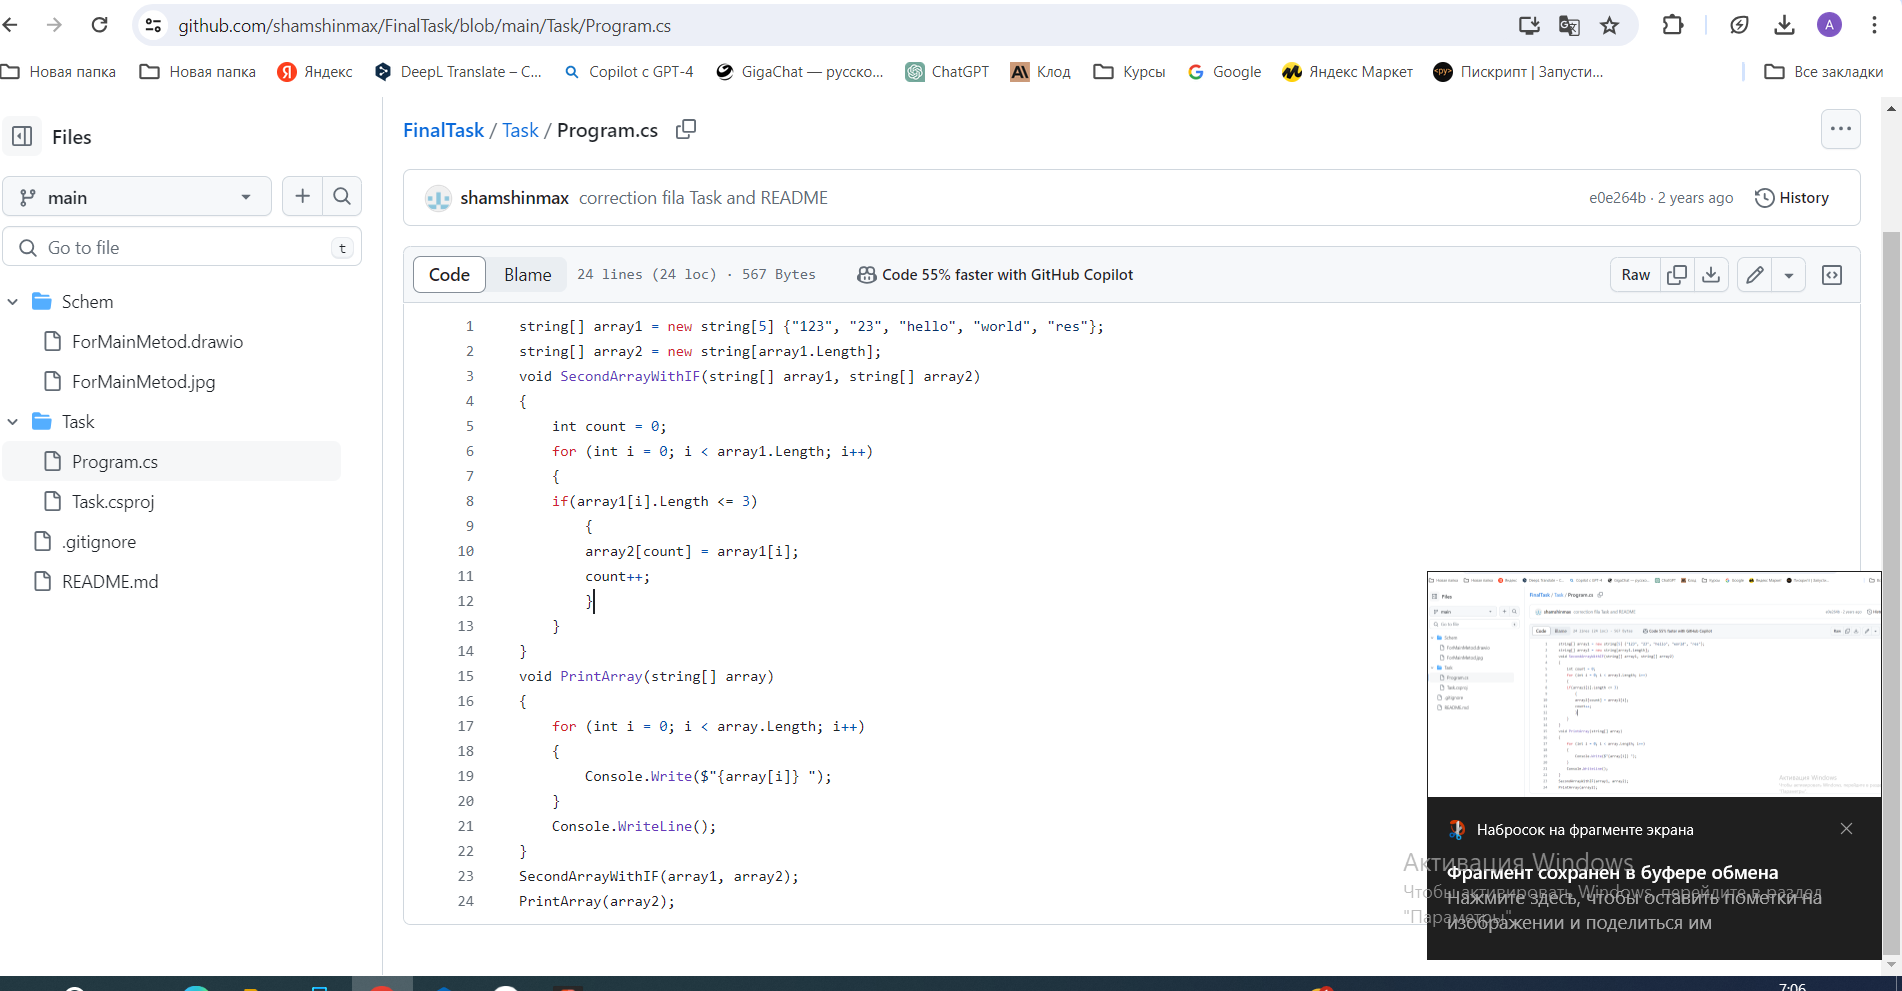 github.com/shamshinmax/FinalTask/blob/main/Task/Program.cs
A
Новая папка
Новая папка
Яндекс
DeepL Translate – С...
Copilot с GPT-4
GigaChat — русско...
ChatGPT
Клод
Курсы
Google
Яндекс Маркет
Пискрипт | Запусти...
Все закладки
Files
main
Go to file
t
Schem
ForMainMetod.drawio
ForMainMetod.jpg
Task
Program.cs
Task.csproj
.gitignore
README.md
FinalTask / Task / Program.cs
shamshinmax correction fila Task and README
e0e264b · 2 years ago
History
Code
Blame
24 lines (24 loc) · 567 Bytes
Code 55% faster with GitHub Copilot
Raw
1 string[] array1 = new string[5] {"123", "23", "hello", "world", "res"};
2 string[] array2 = new string[array1.Length];
3 void SecondArrayWithIF(string[] array1, string[] array2)
4 {
5     int count = 0;
6     for (int i = 0; i < array1.Length; i++)
7     {
8     if(array1[i].Length <= 3)
9         {
10         array2[count] = array1[i];
11         count++;
12         }
13     }
14 }
15 void PrintArray(string[] array)
16 {
17     for (int i = 0; i < array.Length; i++)
18     {
19         Console.Write($"{array[i]} ");
20     }
21     Console.WriteLine();
22 }
23 SecondArrayWithIF(array1, array2);
24 PrintArray(array2);
Набросок на фрагменте экрана
Активация Windows
Фрагмент сохранен в буфере обмена
Чтобы активировать Windows, перейдите в раздел
Нажмите здесь, чтобы оставить пометки на
"Параметры".
изображении и поделиться им
7:06